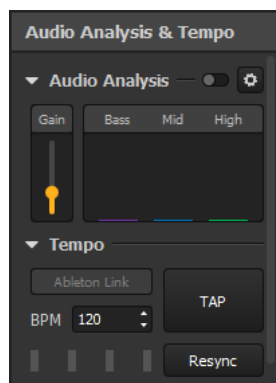 Audio Analysis & Tempo
Audio Analysis
Gain Bass Mid High
Tempo
Ableton Link
TAP
BPM 120
Resync